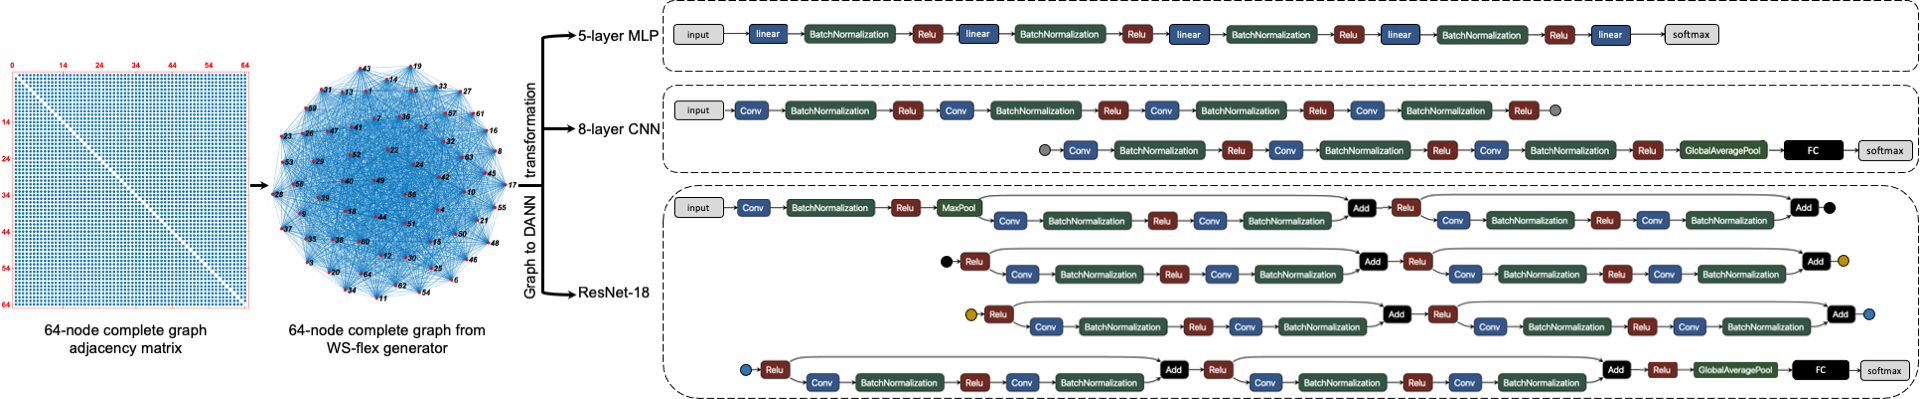 0 14 24 34 44 54 64
14
24
34
44
54
64
64-node complete graph
adjacency matrix
43 19
14
31 13 1 5 33 27
59
7 36 57 61
23 26 47 41 2 16
32
53 29 52 22 24 63 8
45
58 40 49 42 17
28 39 56 10
9 18 44 4 55
51 21
37 35 38 60 15 50 48
3 12 30 46
20 64 25
34 62 54 6
11
64-node complete graph from
WS-flex generator
Graph to DANN transformation
5-layer MLP
8-layer CNN
ResNet-18
input linear BatchNormalization Relu linear BatchNormalization Relu linear BatchNormalization Relu linear BatchNormalization Relu linear softmax
input Conv BatchNormalization Relu Conv BatchNormalization Relu Conv BatchNormalization Relu Conv BatchNormalization Relu
Conv BatchNormalization Relu Conv BatchNormalization Relu Conv BatchNormalization Relu GlobalAveragePool FC softmax
input Conv BatchNormalization Relu MaxPool Add Relu Add
Conv BatchNormalization Relu Conv BatchNormalization Conv BatchNormalization Relu Conv BatchNormalization
Relu Add Relu Add
Conv BatchNormalization Relu Conv BatchNormalization Conv BatchNormalization Relu Conv BatchNormalization
Relu Add Relu Add
Conv BatchNormalization Relu Conv BatchNormalization Conv BatchNormalization Relu Conv BatchNormalization
Relu Add Relu Add Relu GlobalAveragePool FC softmax
Conv BatchNormalization Relu Conv BatchNormalization Conv BatchNormalization Relu Conv BatchNormalization